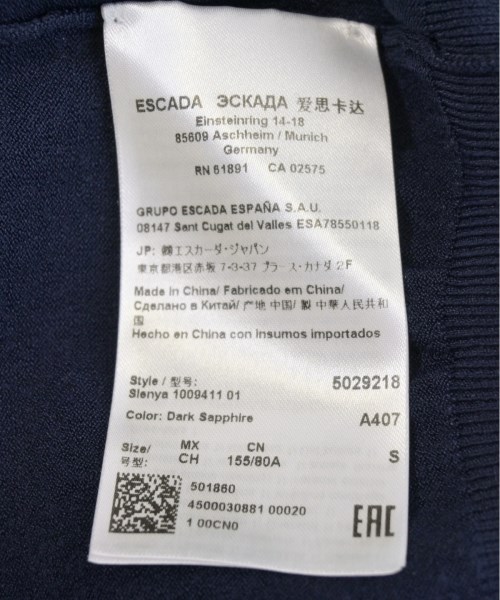 ESCADA ЭСКАДА 爱思卡达
Einsteinring 14-18
85609 Aschheim / Munich
Germany
RN 61891 CA 02575
GRUPO ESCADA ESPAÑA S.A.U.
08147 Sant Cugat del Valles ESA78550118
JP: ㈱エスカーダ・ジャパン
東京都港区赤坂 7-3-37 プラース・カナダ 2F
Made in China/ Fabricado em China/
Сделано в Китай/ 产地 中国/ 製 中華人民共和
国
Hecho en China con insumos importados
Style / 型号: 5029218
Slenya 1009411 01
Color: Dark Sapphire A407
Size/ MX CN
号型: CH 155/80A S
501860
4500030881 00020
1 00CN0
EAC